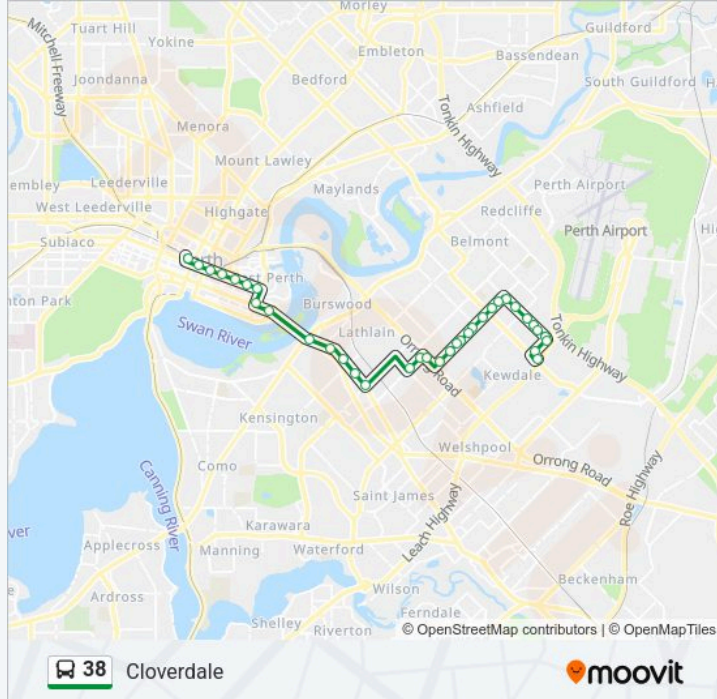 Morley
Tuart Hill
Guildford
Yokine
Embleton
Bassendean
Mitchell Freeway
Joondanna
Bedford
South Guildford
Tonkin Highway
Ashfield
Menora
Mount Lawley
embley
Leederville
Maylands
Perth Airport
West Leederville
Highgate
Redcliffe
Subiaco
Belmont
Perth Airport
rth
st Perth
nton Park
Burswood
Swan River
Lathlain
Orrong Road
Tonkin Highway
Kewdale
Kensington
Welshpool
Como
Orrong Road
Canning River
Saint James
Roe Highway
ver
Karawara
Leach Highway
Applecross
Manning
Waterford
Beckenham
Wilson
Ardross
Ferndale
Shelley
Riverton
© OpenStreetMap contributors | © OpenMapTiles
38 Cloverdale
moovit